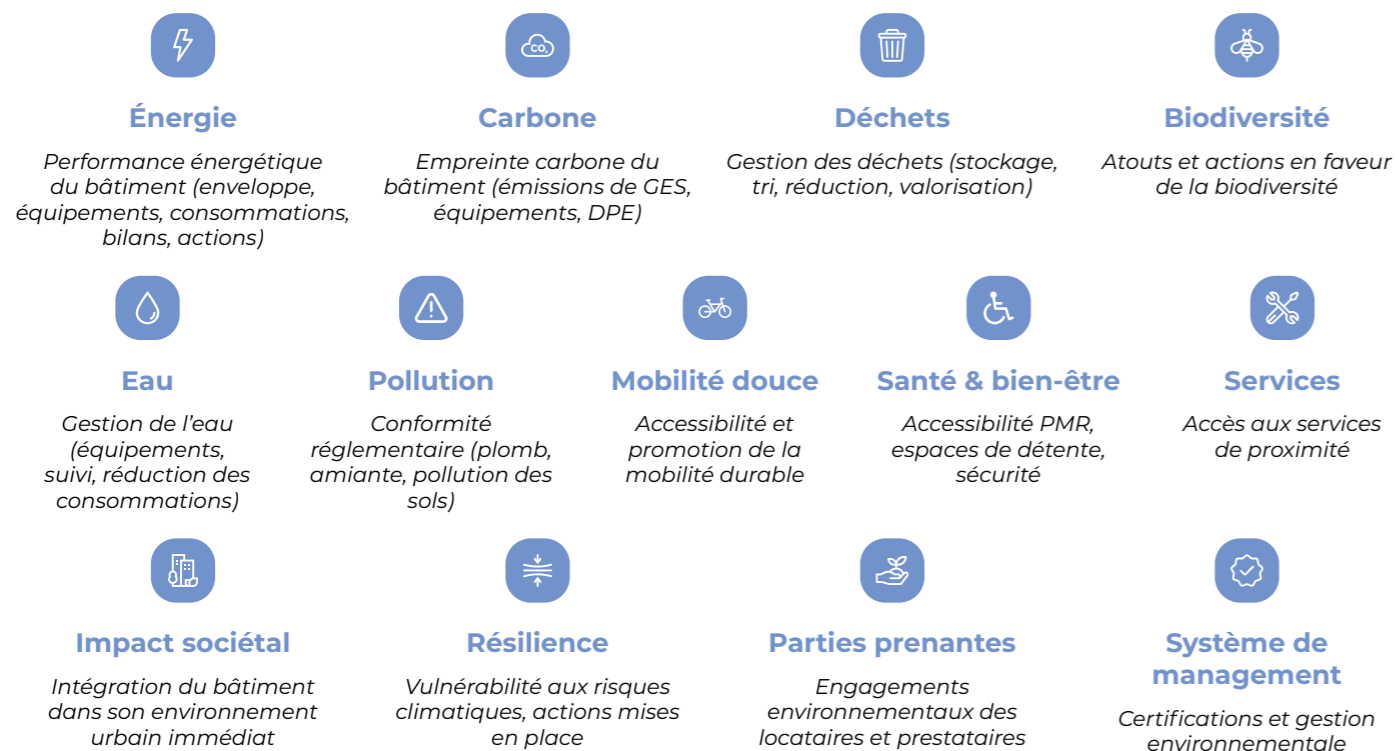 CO₂
Énergie
Performance énergétique
du bâtiment (enveloppe,
équipements, consommations,
bilans, actions)
Carbone
Empreinte carbone du
bâtiment (émissions de GES,
équipements, DPE)
Déchets
Gestion des déchets (stockage,
tri, réduction, valorisation)
Biodiversité
Atouts et actions en faveur
de la biodiversité
Eau
Gestion de l’eau
(équipements,
suivi, réduction des
consommations)
Pollution
Conformité
réglementaire (plomb,
amiante, pollution des
sols)
Mobilité douce
Accessibilité et
promotion de la
mobilité durable
Santé & bien-être
Accessibilité PMR,
espaces de détente,
sécurité
Services
Accès aux services
de proximité
Impact sociétal
Intégration du bâtiment
dans son environnement
urbain immédiat
Résilience
Vulnérabilité aux risques
climatiques, actions mises
en place
Parties prenantes
Engagements
environnementaux des
locataires et prestataires
Système de
management
Certifications et gestion
environnementale